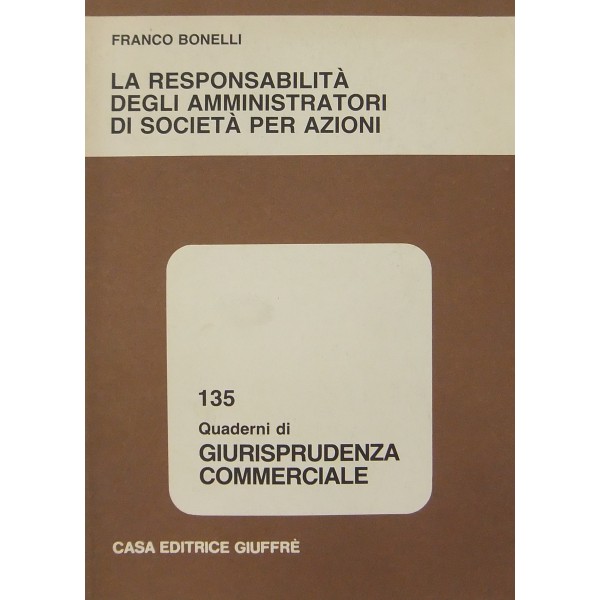 FRANCO BONELLI
LA RESPONSABILITÀ
DEGLI AMMINISTRATORI
DI SOCIETÀ PER AZIONI
135
Quaderni di
GIURISPRUDENZA
COMMERCIALE
CASA EDITRICE GIUFFRÈ